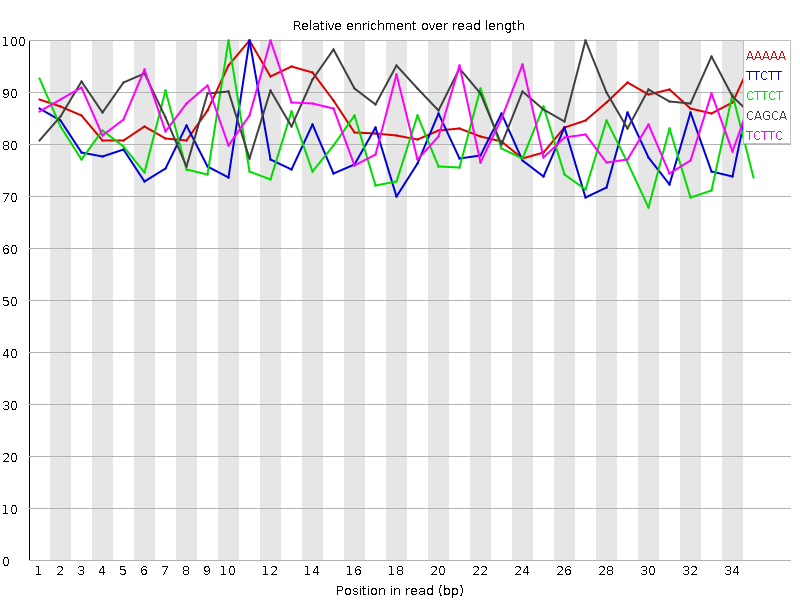 Relative enrichment over read length
100
90
80
70
60
50
40
30
20
10
0
AAAAA
TTCTT
CTTCT
CAGCA
TCTTC
1 2 3 4 5 6 7 8 9 10 12 14 16 18 20 22 24 26 28 30 32 34
Position in read (bp)